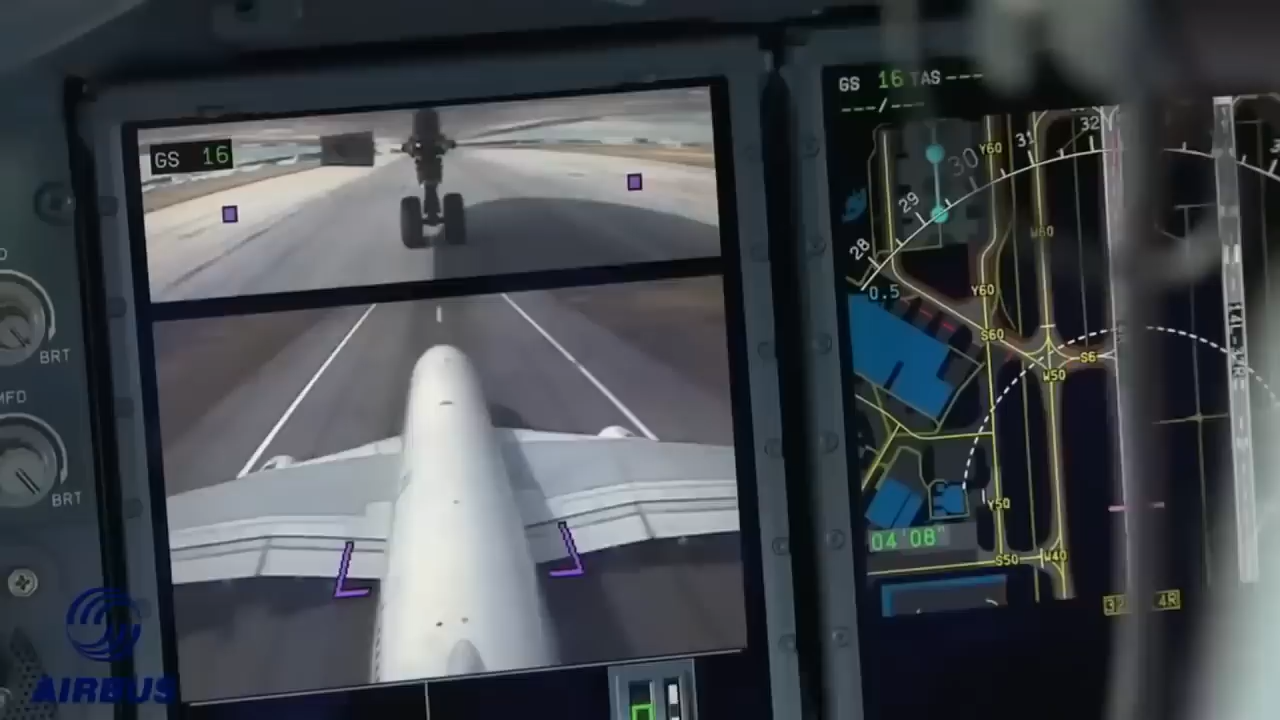 GS 16
GS 16 TAS ---
---/---
BRT
MFD
BRT
28
29
30
31
32
0.5
Y60
W60
Y60
S60
S6
W50
Y50
04'08"
S50
W40
AIRBUS